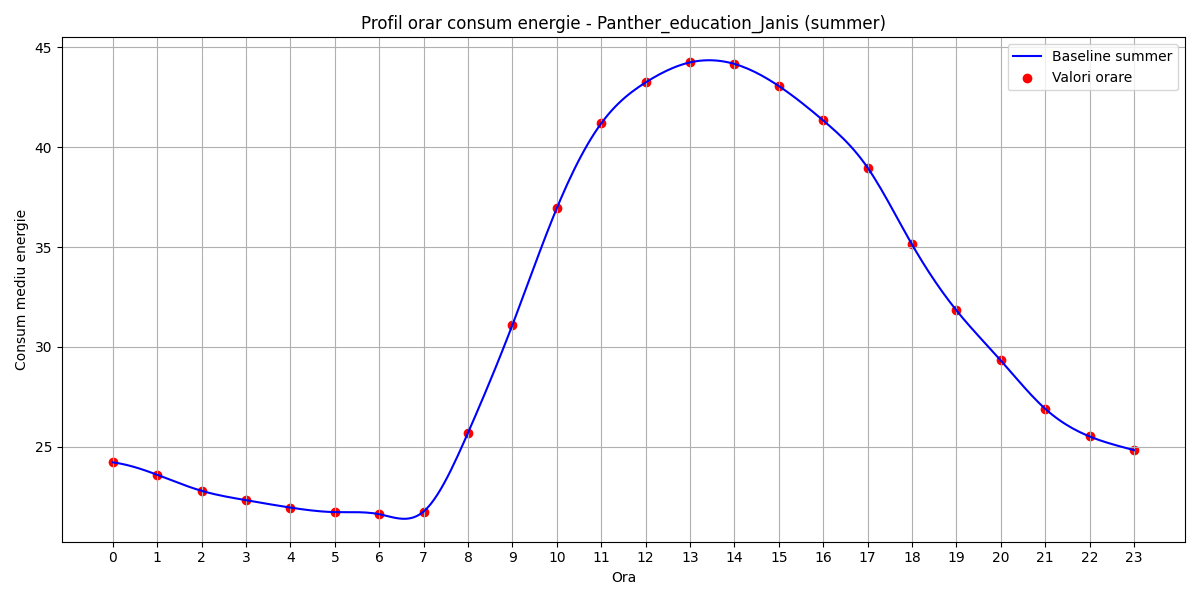 Profil orar consum energie - Panther_education_Janis (summer)
Baseline summer
Valori orare
Consum mediu energie
45
40
35
30
25
0 1 2 3 4 5 6 7 8 9 10 11 12 13 14 15 16 17 18 19 20 21 22 23
Ora